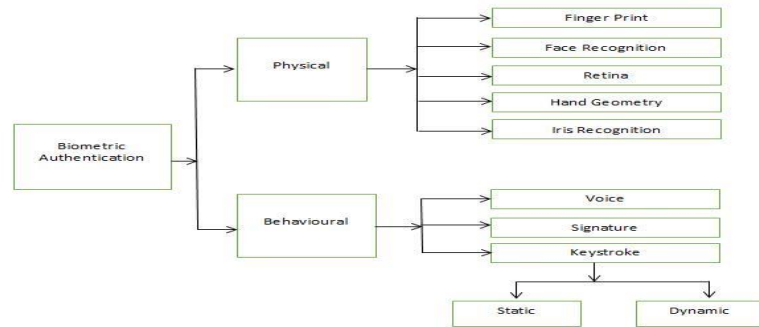 Finger Print
Face Recognition
Physical
Retina
Hand Geometry
Iris Recognition
Biometric
Authentication
Voice
Behavioural
Signature
Keystroke
Static
Dynamic